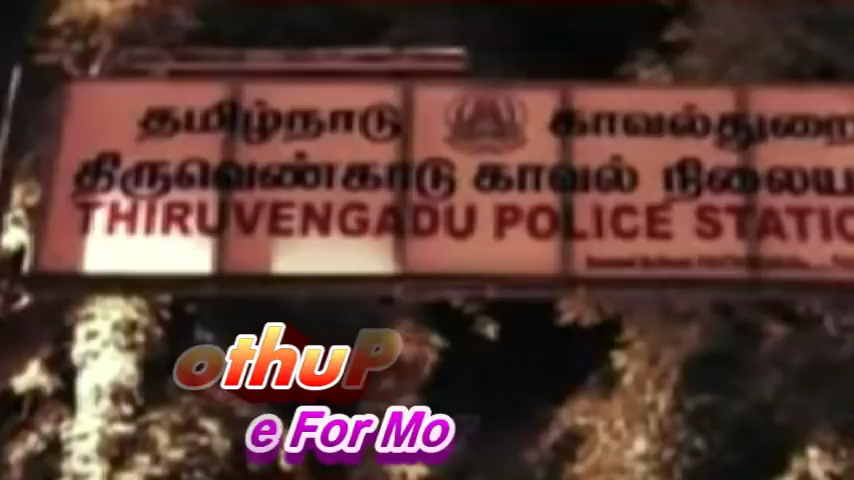 தமிழ்நாடு காவல்துறை
திருவெண்காடு காவல் நிலைய
THIRUVENGADU POLICE STATIO
othuP
e For Mo